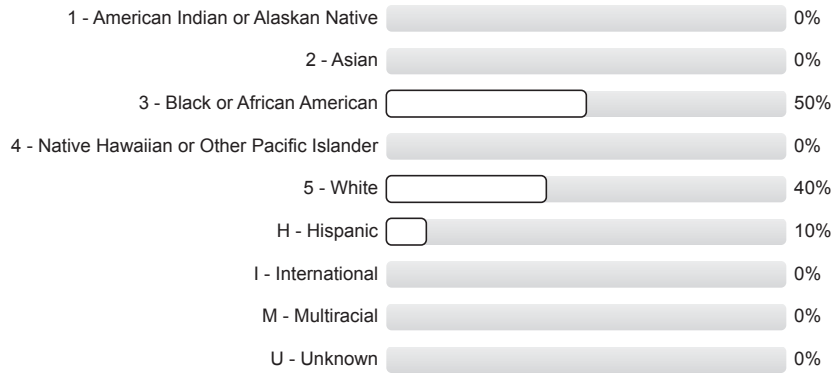 1 - American Indian or Alaskan Native 0%
2 - Asian 0%
3 - Black or African American 50%
4 - Native Hawaiian or Other Pacific Islander 0%
5 - White 40%
H - Hispanic 10%
I - International 0%
M - Multiracial 0%
U - Unknown 0%